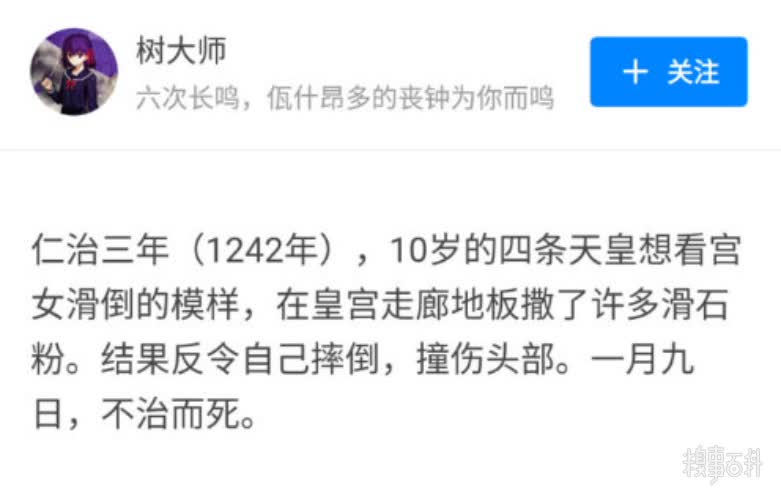 树大师
六次长鸣，佤什昂多的丧钟为你而鸣
＋ 关注
仁治三年（1242年），10岁的四条天皇想看宫
女滑倒的模样，在皇宫走廊地板撒了许多滑石
粉。结果反令自己摔倒，撞伤头部。一月九
日，不治而死。
糗事百科